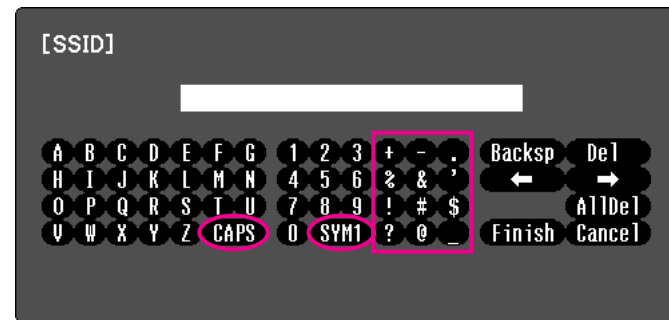 [SSID]
A B C D E F G 1 2 3 + - . Backsp Del
H I J K L M N 4 5 6 % & ' ← →
O P Q R S T U 7 8 9 ! # $ AllDel
V W X Y Z CAPS 0 SYM1 ? @ _ Finish Cancel